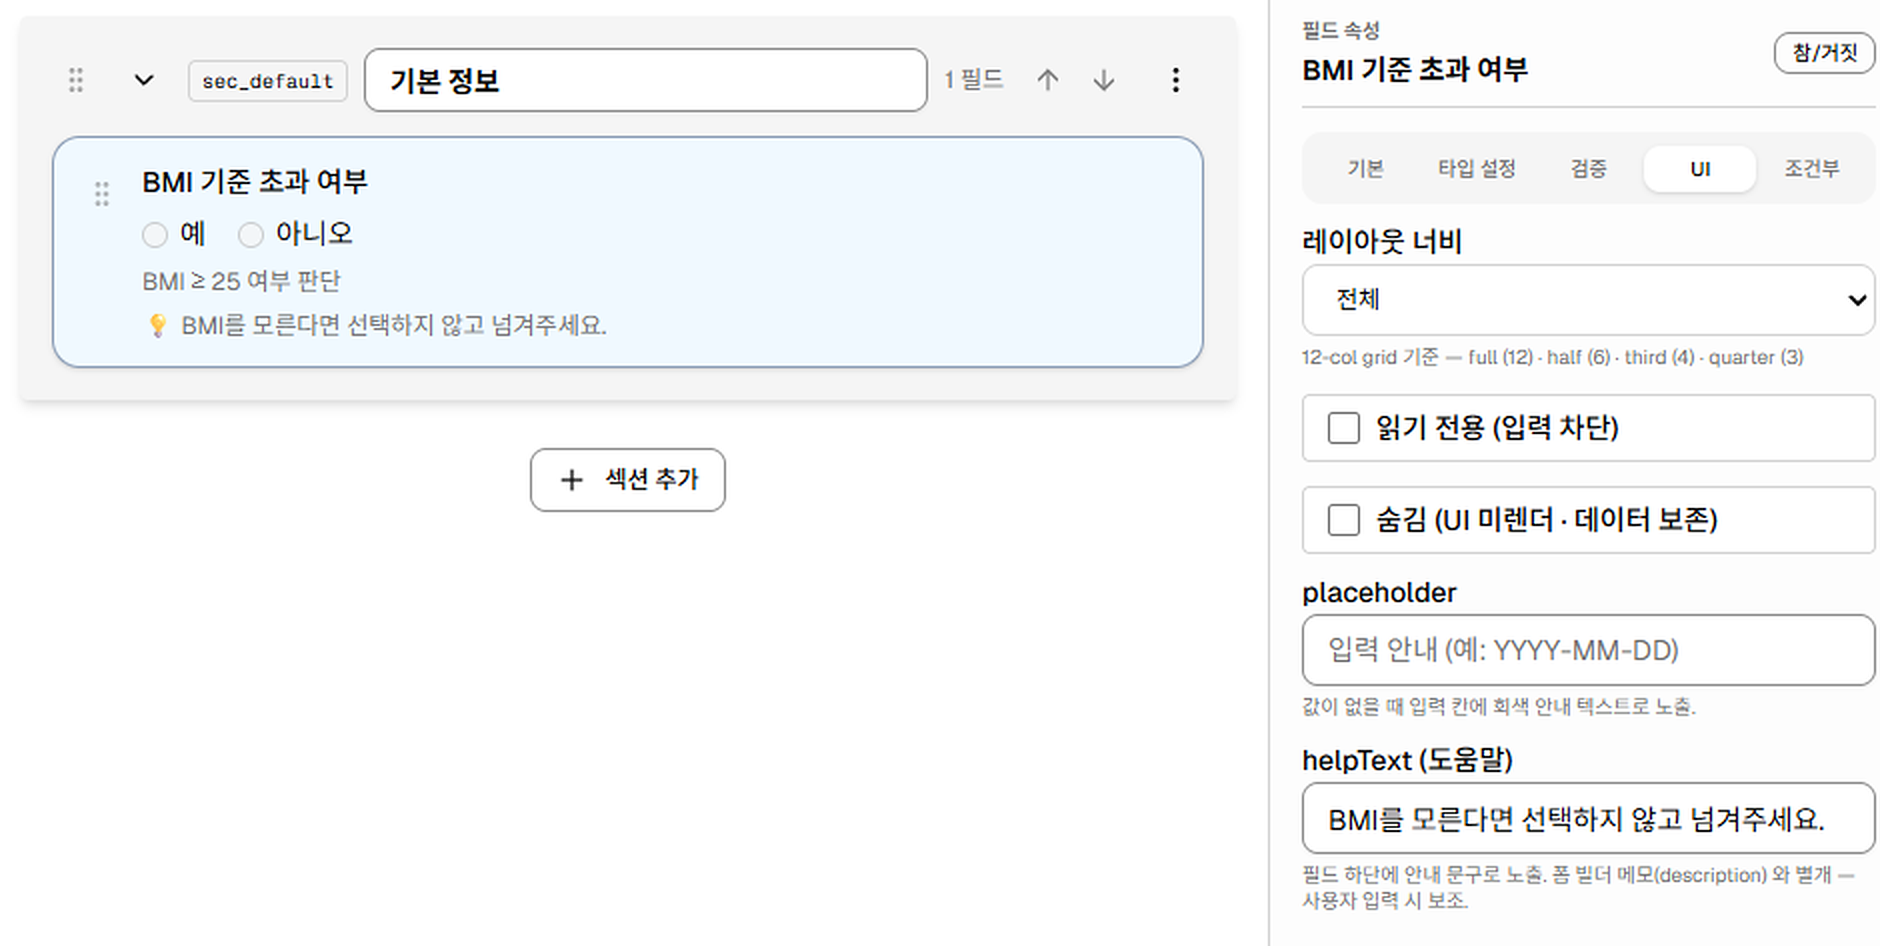 sec_default
기본 정보
1 필드
BMI 기준 초과 여부
예
아니오
BMI ≥ 25 여부 판단
BMI를 모른다면 선택하지 않고 넘겨주세요.
섹션 추가
필드 속성
BMI 기준 초과 여부
참/거짓
기본
타입 설정
검증
UI
조건부
레이아웃 너비
전체
12-col grid 기준 — full (12) · half (6) · third (4) · quarter (3)
읽기 전용 (입력 차단)
숨김 (UI 미렌더 · 데이터 보존)
placeholder
입력 안내 (예: YYYY-MM-DD)
값이 없을 때 입력 칸에 회색 안내 텍스트로 노출.
helpText (도움말)
BMI를 모른다면 선택하지 않고 넘겨주세요.
필드 하단에 안내 문구로 노출. 폼 빌더 메모(description) 와 별개 —
사용자 입력 시 보조.